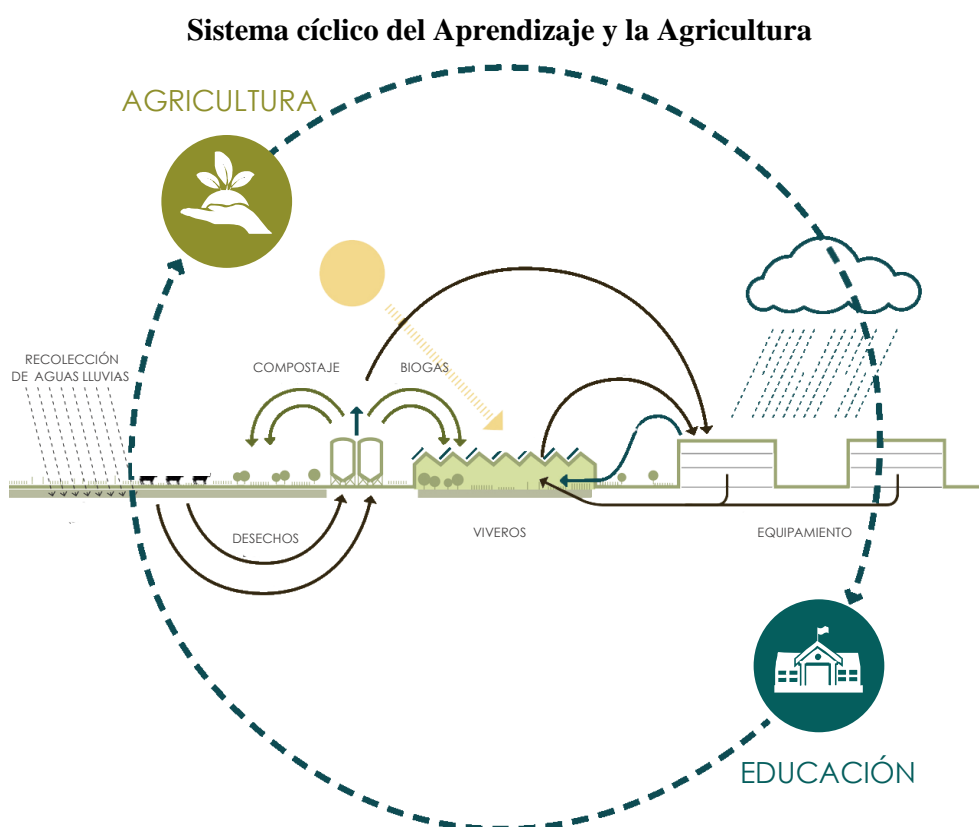 Sistema cíclico del Aprendizaje y la Agricultura
AGRICULTURA
RECOLECCIÓN
DE AGUAS LLUVIAS
COMPOSTAJE
BIOGAS
DESECHOS
VIVEROS
EQUIPAMIENTO
EDUCACIÓN